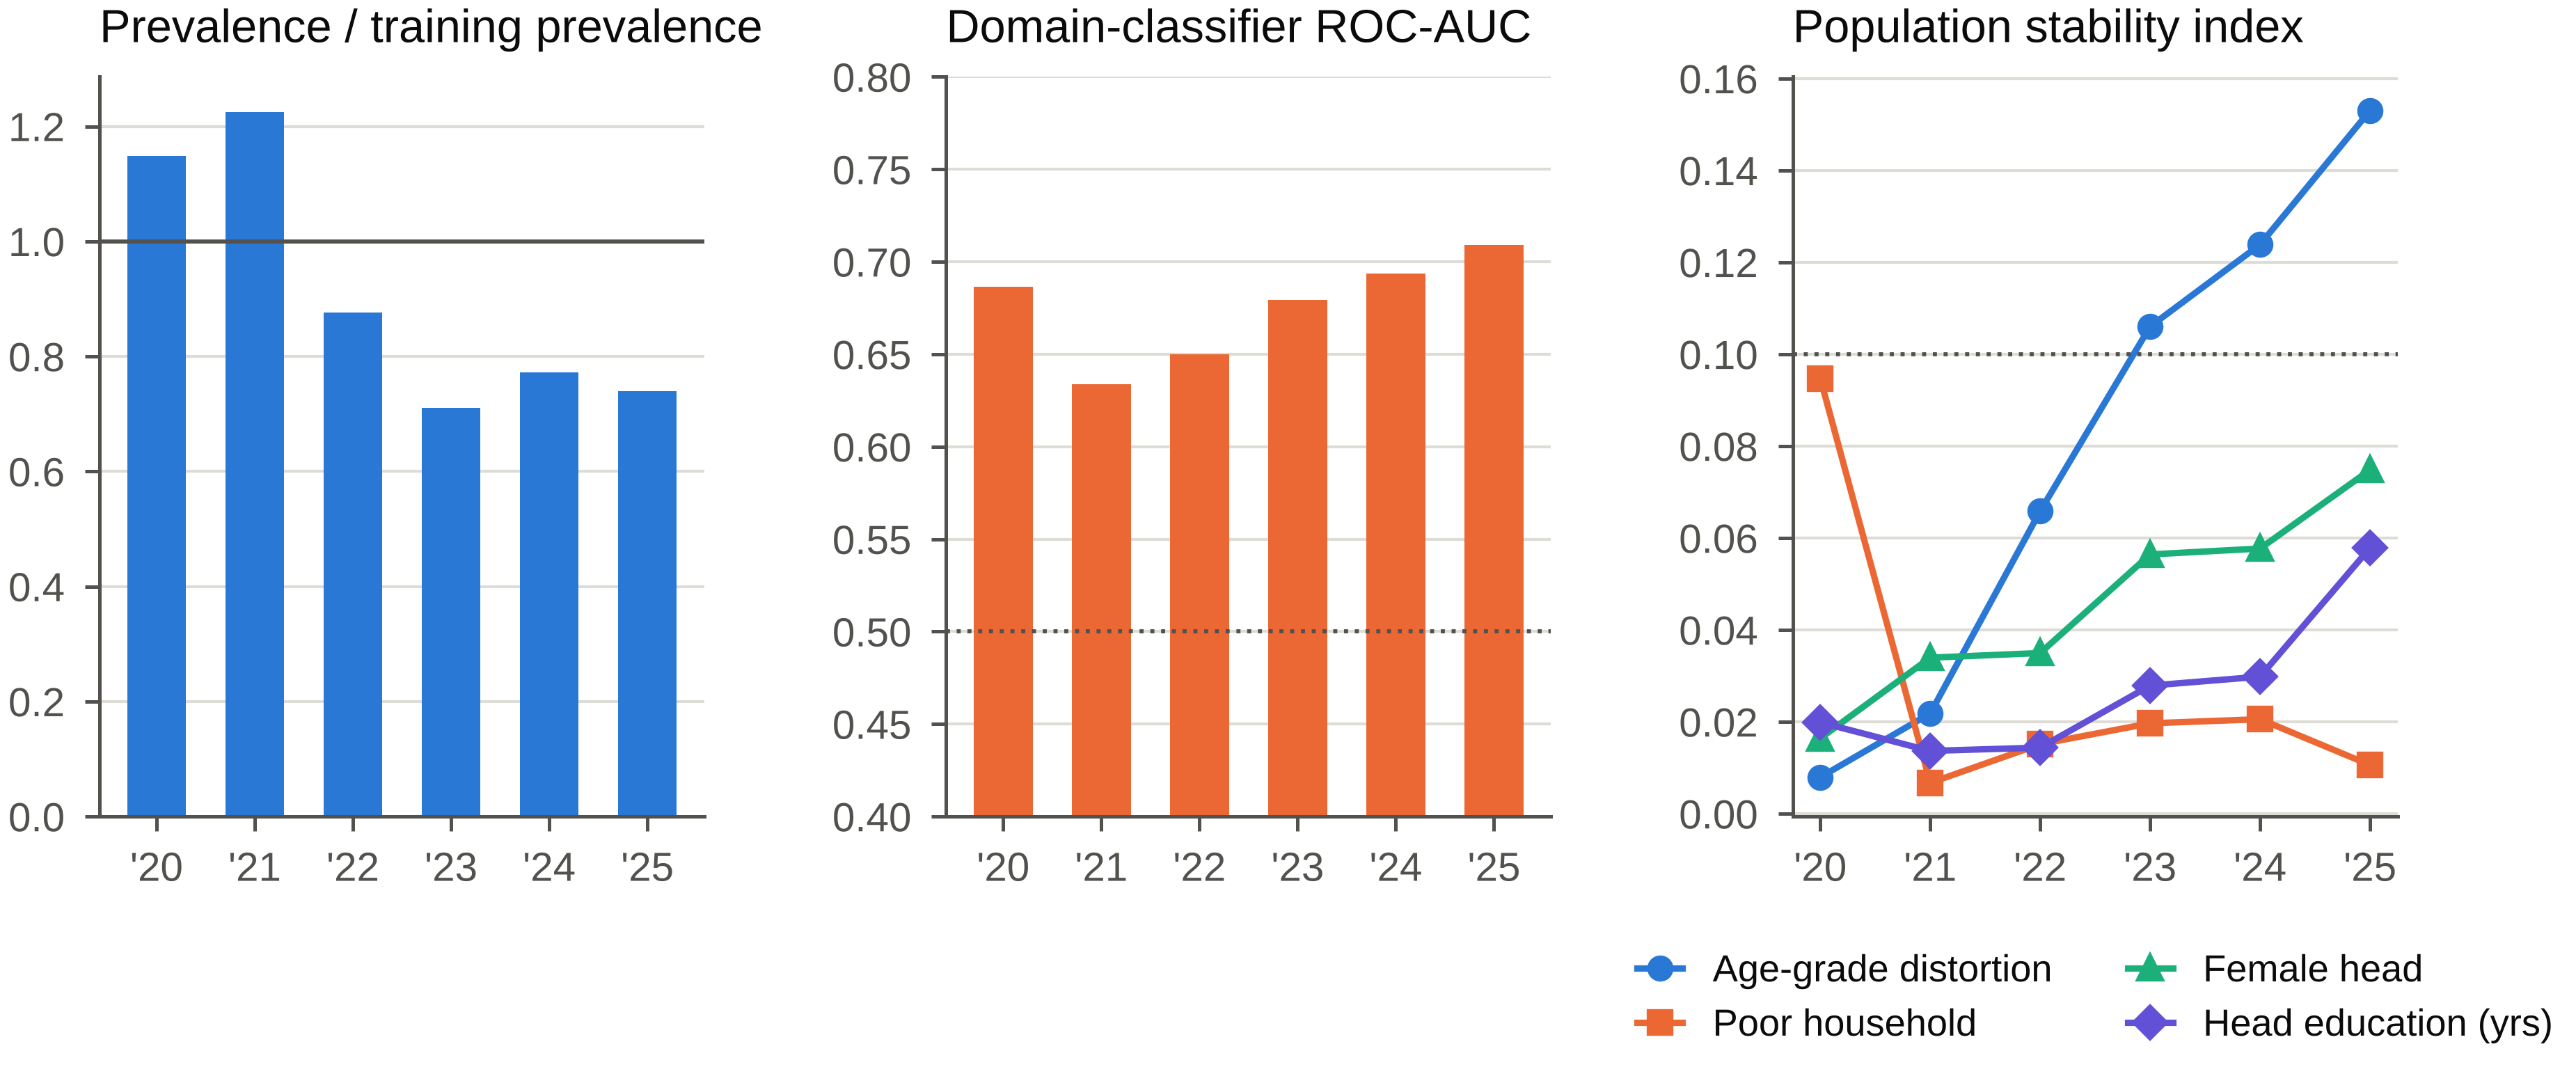 Prevalence / training prevalence
1.2
1.0
0.8
0.6
0.4
0.2
0.0
'20 '21 '22 '23 '24 '25
Domain-classifier ROC-AUC
0.80
0.75
0.70
0.65
0.60
0.55
0.50
0.45
0.40
'20 '21 '22 '23 '24 '25
Population stability index
0.16
0.14
0.12
0.10
0.08
0.06
0.04
0.02
0.00
'20 '21 '22 '23 '24 '25
Age-grade distortion
Poor household
Female head
Head education (yrs)